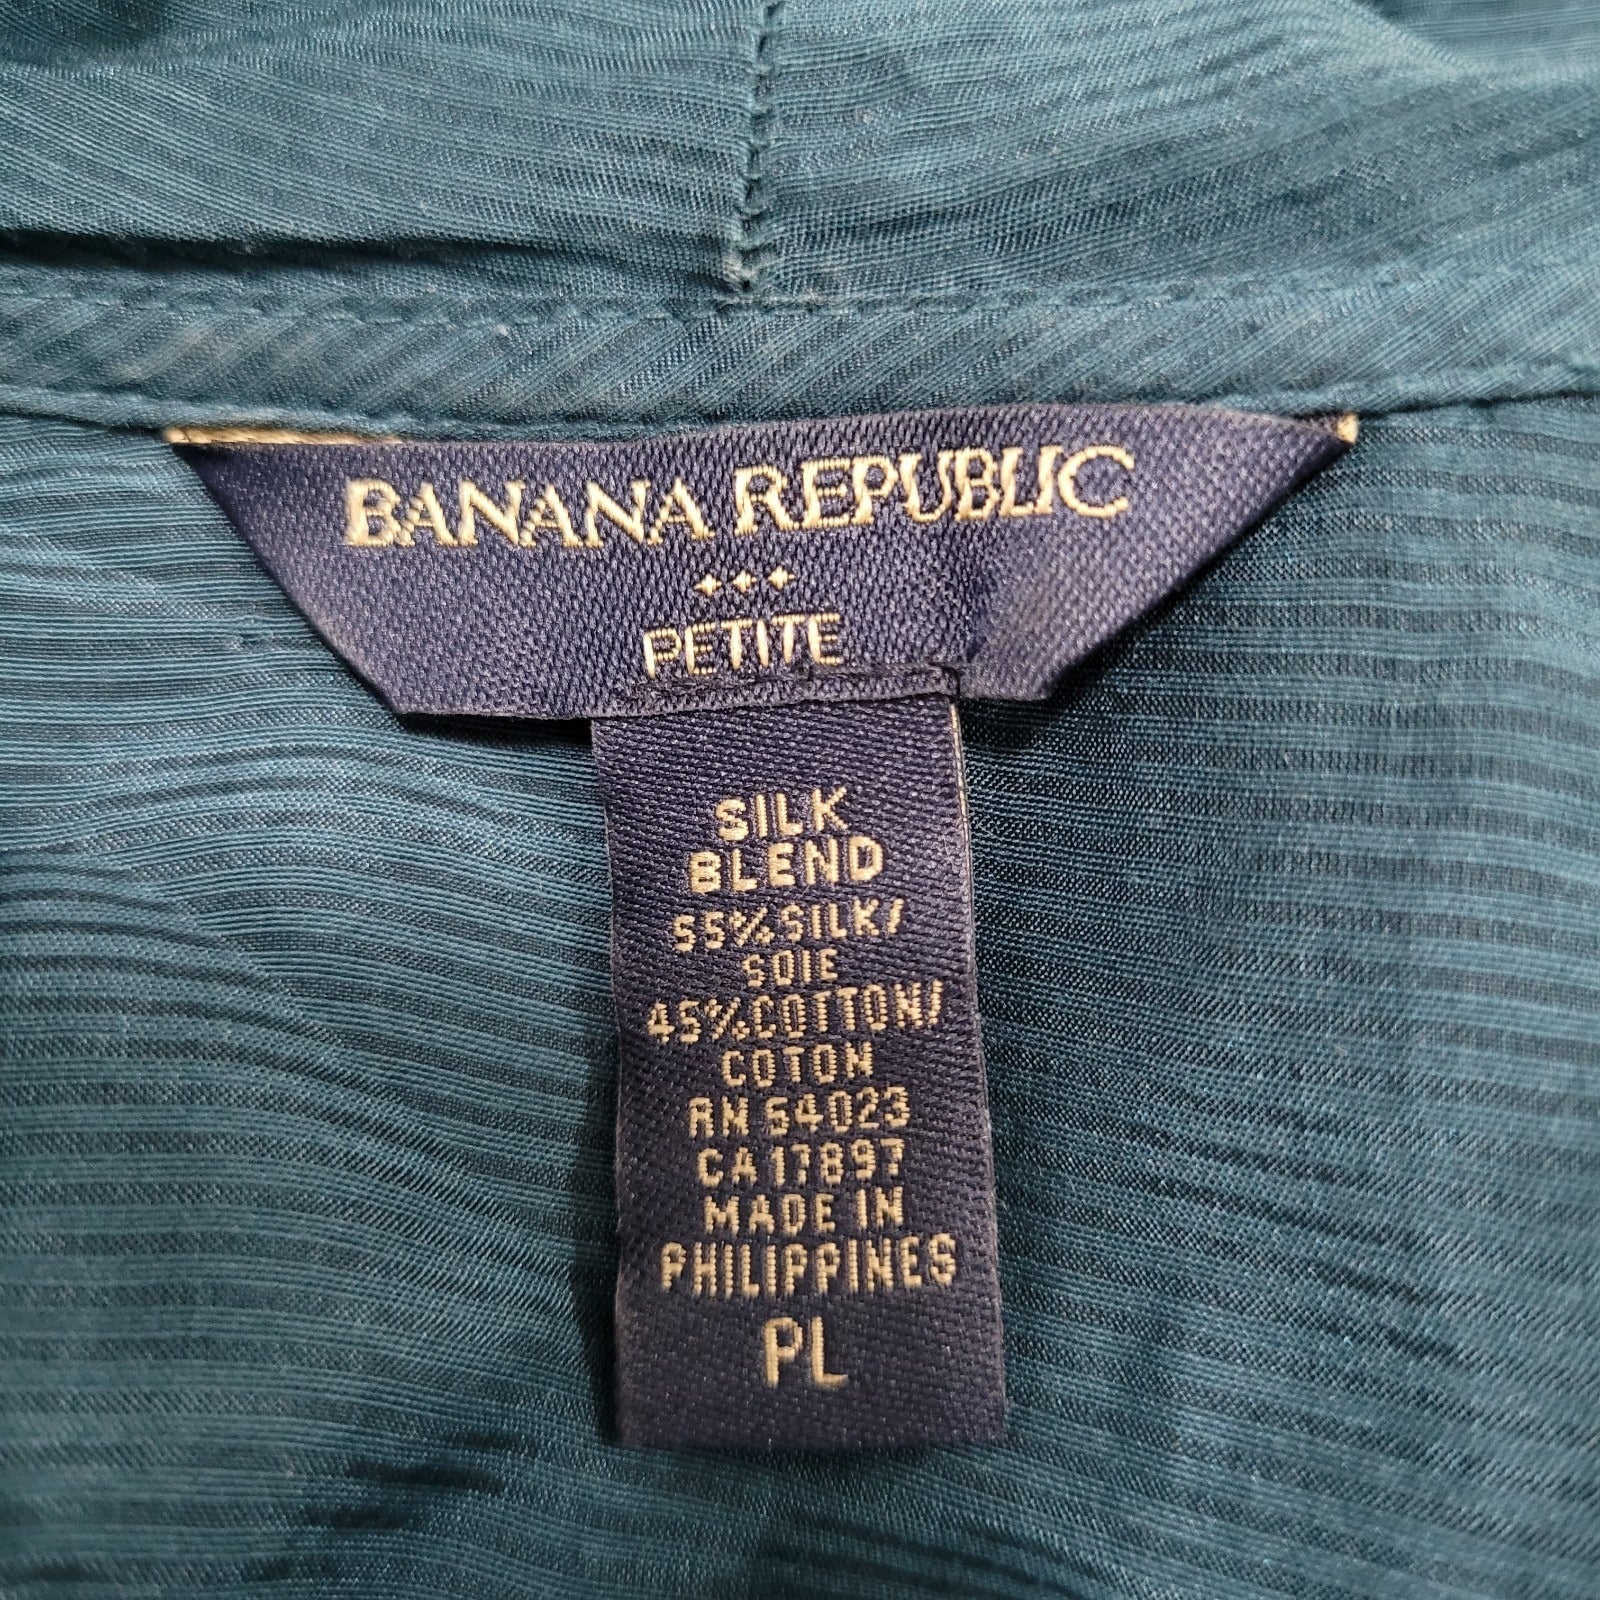 BANANA REPUBLIC
PETITE
SILK
BLEND
55% SILK/
SOIE
45% COTTON/
COTON
RN 54023
CA 17897
MADE IN
PHILIPPINES
PL